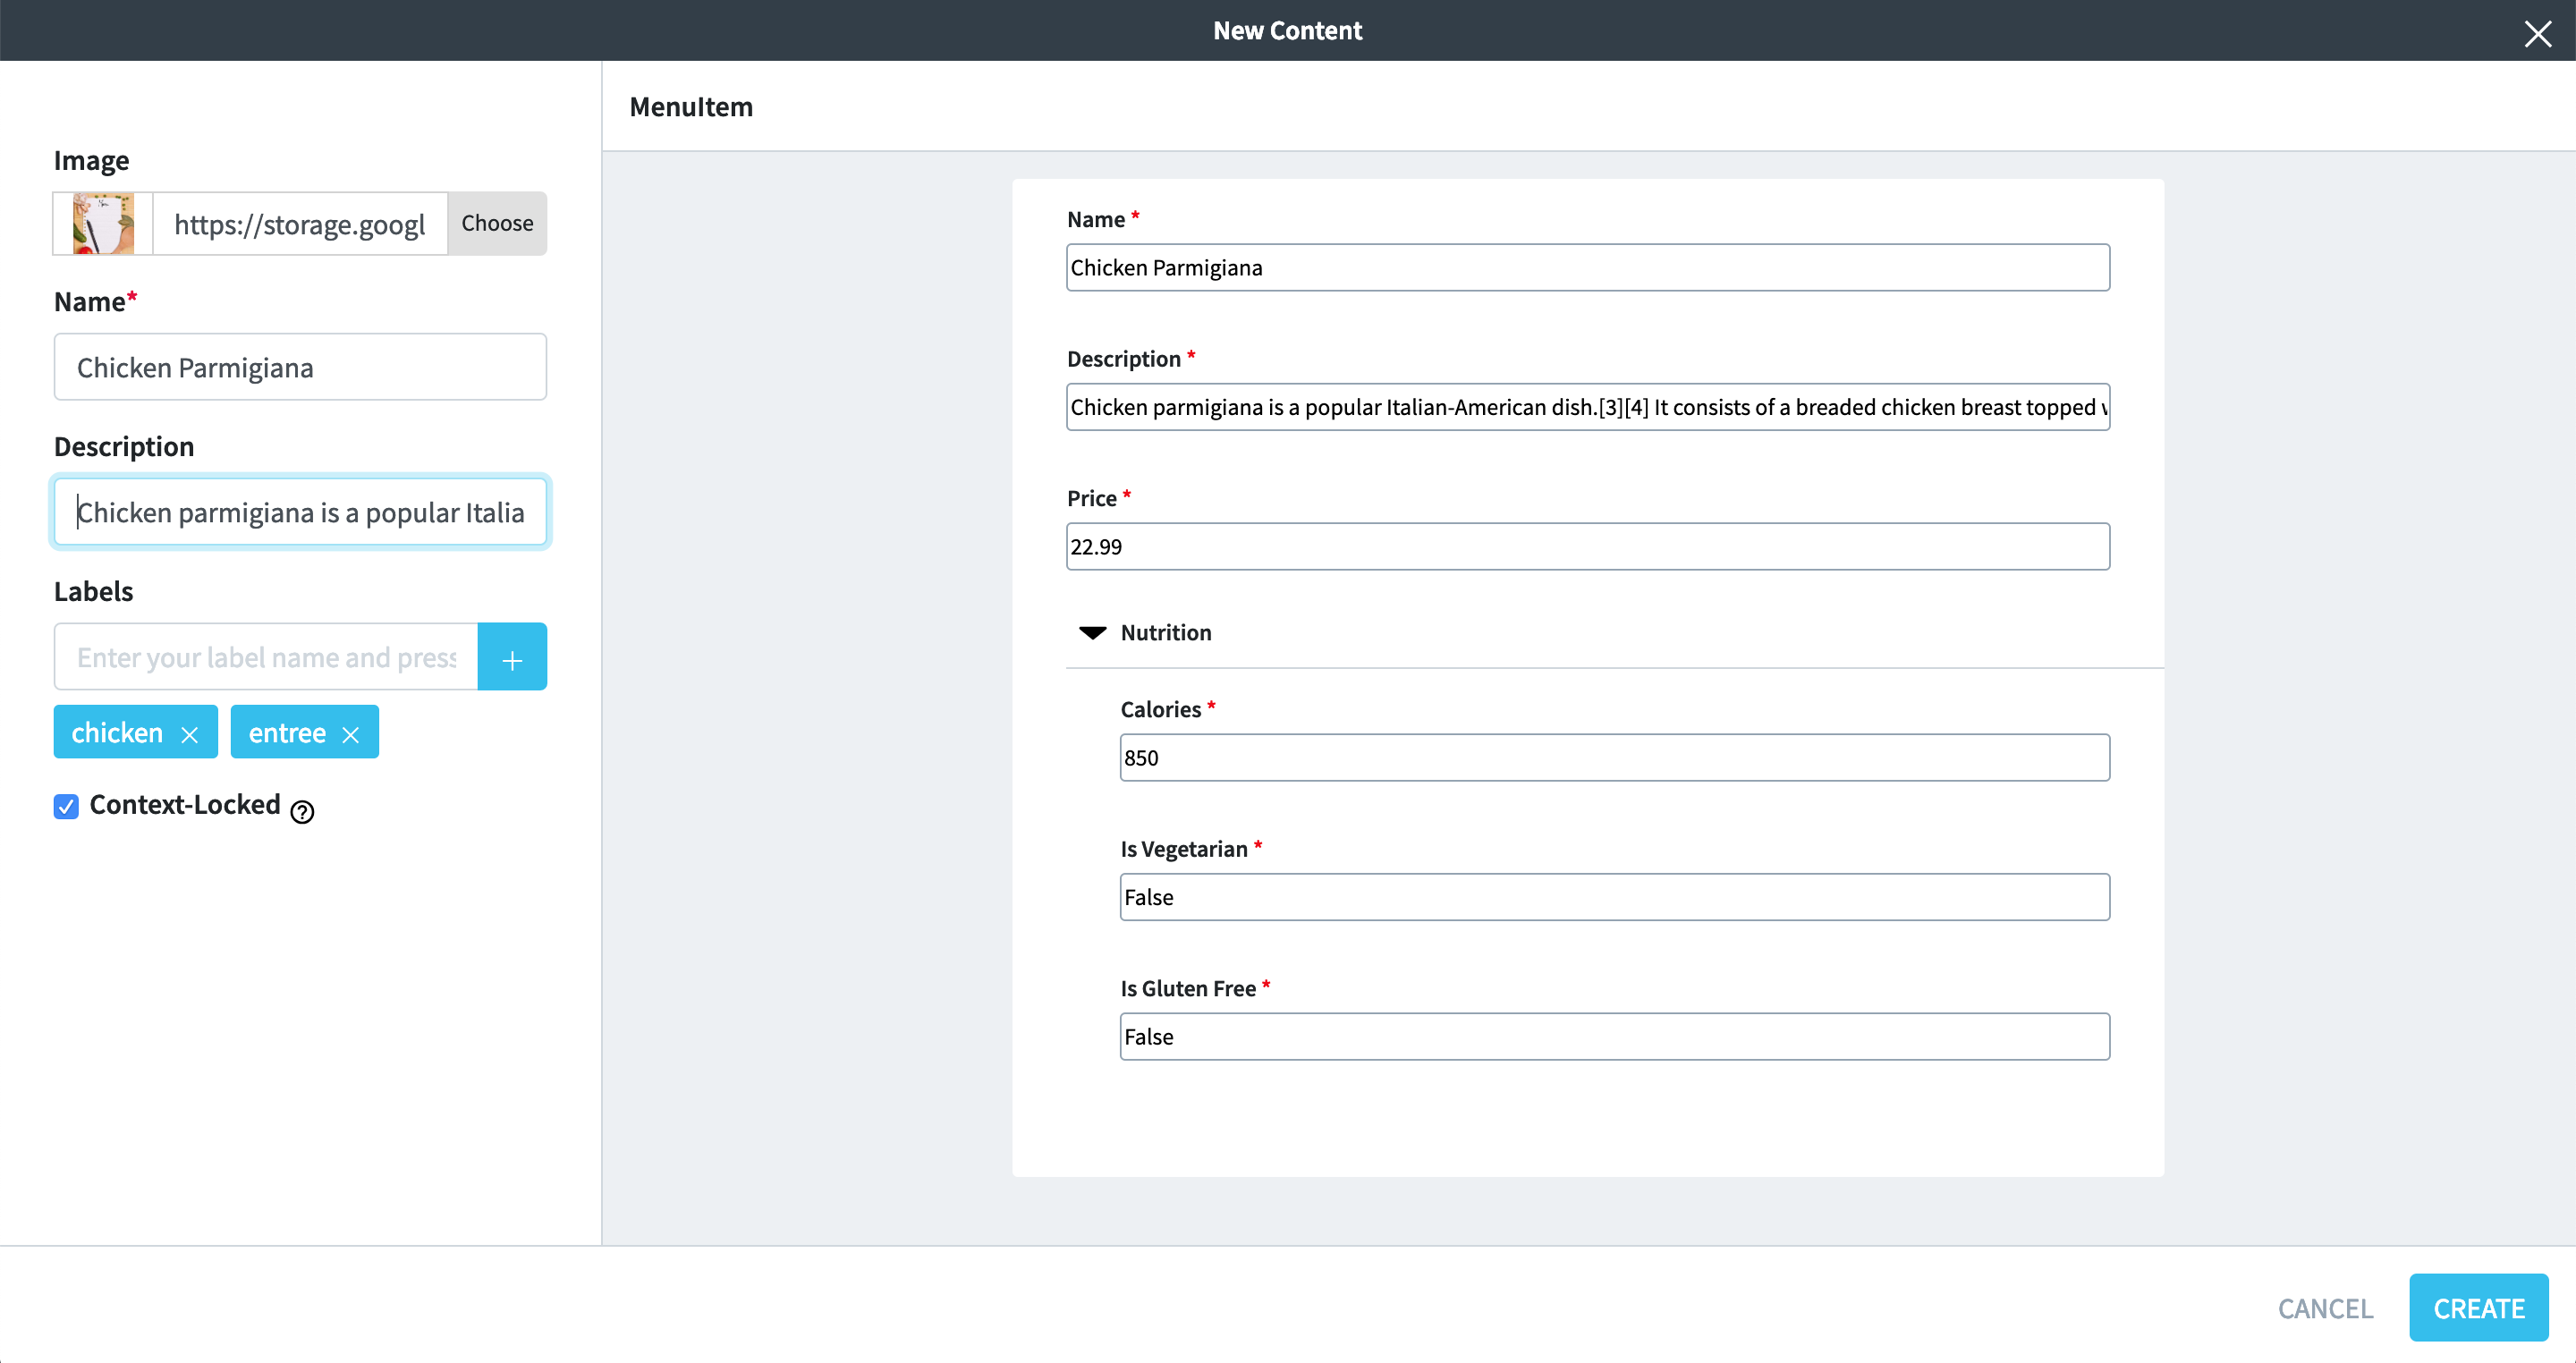 New Content
MenuItem
Image
https://storage.googl
Choose
Name*
Chicken Parmigiana
Description
Chicken parmigiana is a popular Italia
Labels
Enter your label name and press
+
chicken ×
entree ×
Context-Locked ?
Name *
Chicken Parmigiana
Description *
Chicken parmigiana is a popular Italian-American dish.[3][4] It consists of a breaded chicken breast topped
Price *
22.99
Nutrition
Calories *
850
Is Vegetarian *
False
Is Gluten Free *
False
CANCEL
CREATE